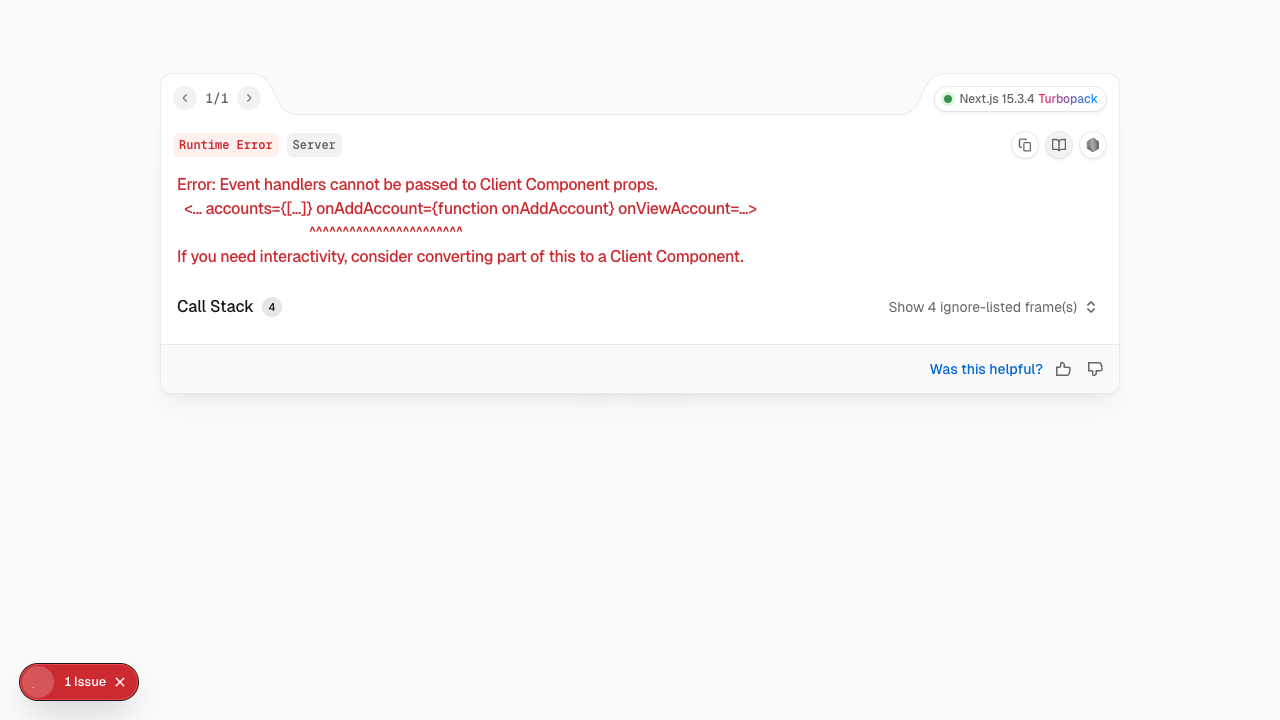 1/1
Next.js 15.3.4 Turbopack
Runtime Error Server
Error: Event handlers cannot be passed to Client Component props.
<... accounts={[...]} onAddAccount={function onAddAccount} onViewAccount=...>
^^^^^^^^^^^^^^^^^^^^^^^
If you need interactivity, consider converting part of this to a Client Component.
Call Stack 4
Show 4 ignore-listed frame(s)
Was this helpful?
1 Issue